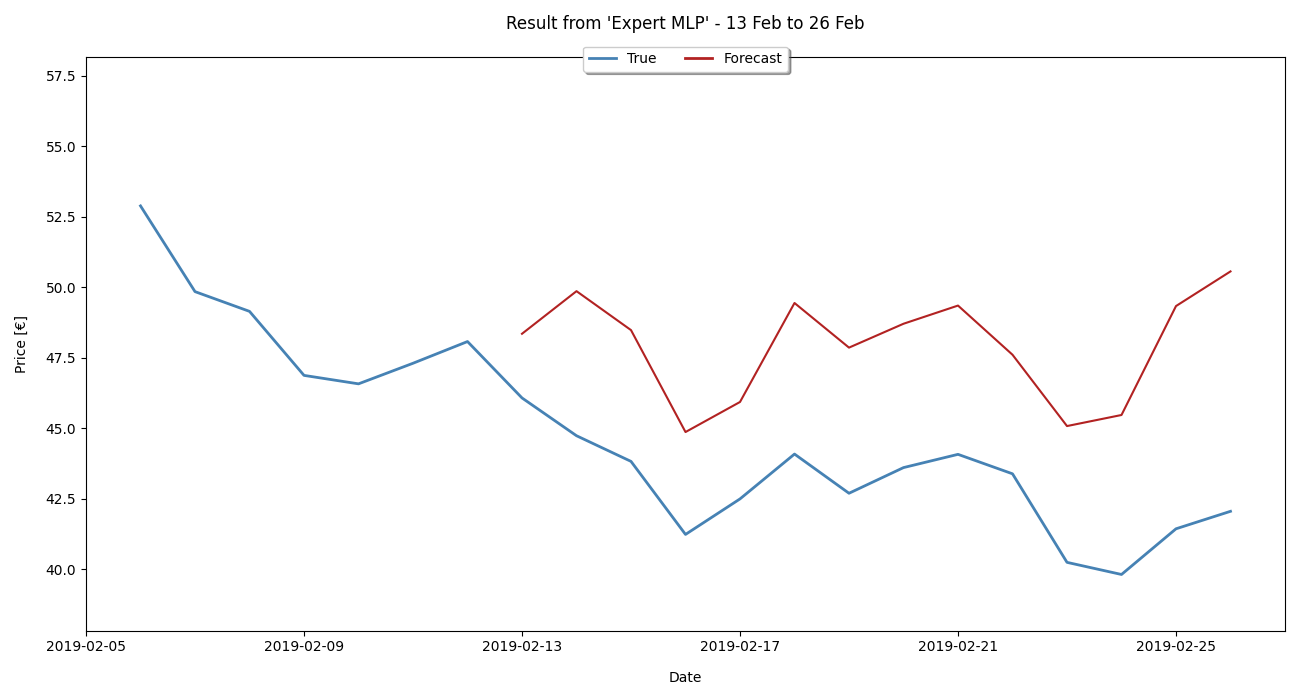 Result from 'Expert MLP' - 13 Feb to 26 Feb
True Forecast
57.5
55.0
52.5
50.0
47.5
45.0
42.5
40.0
Price [€]
2019-02-05 2019-02-09 2019-02-13 2019-02-17 2019-02-21 2019-02-25
Date